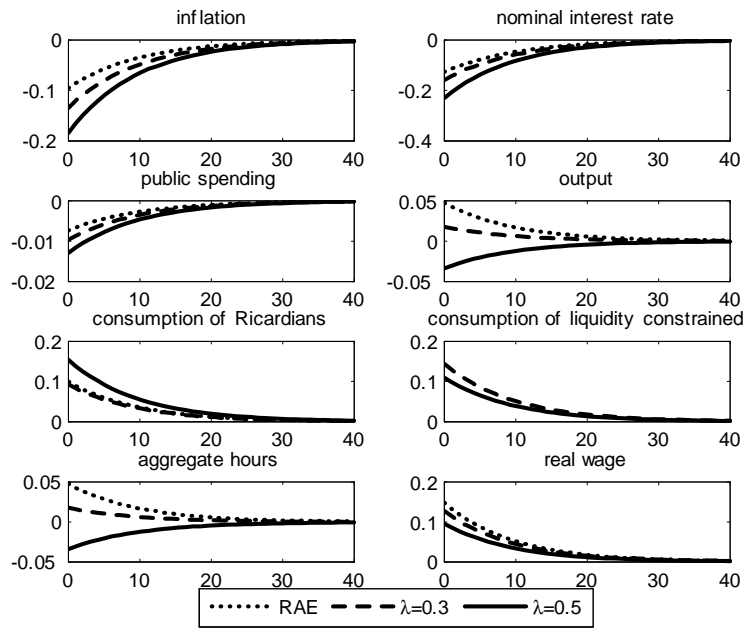 inflation
nominal interest rate
0
-0.1
-0.2
0 10 20 30 40
0
-0.2
-0.4
0 10 20 30 40
public spending
output
0
-0.01
-0.02
0 10 20 30 40
0.05
0
-0.05
0 10 20 30 40
consumption of Ricardians
consumption of liquidity constrained
0.2
0.1
0
0 10 20 30 40
0.2
0.1
0
0 10 20 30 40
aggregate hours
real wage
0.05
0
-0.05
0 10 20 30 40
0.2
0.1
0
0 10 20 30 40
RAE λ=0.3 λ=0.5